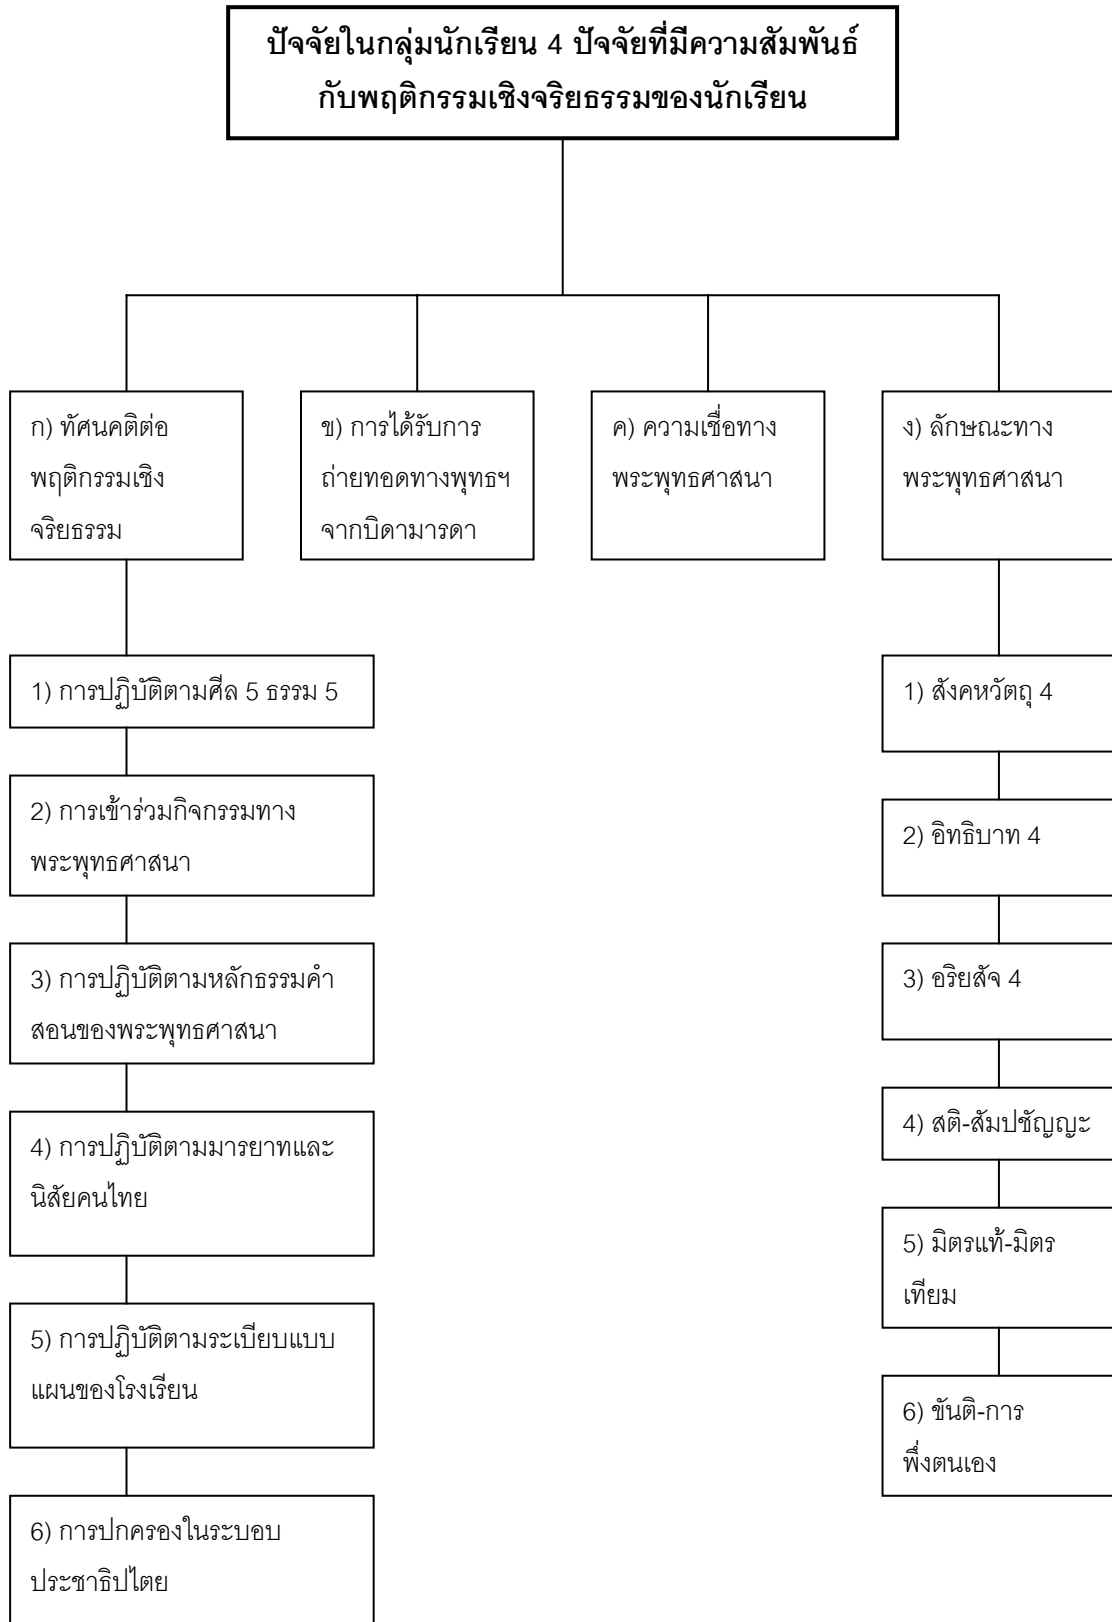 ปัจจัยในกลุ่มนักเรียน 4 ปัจจัยที่มีความสัมพันธ์
กับพฤติกรรมเชิงจริยธรรมของนักเรียน
ก) ทัศนคติต่อ
พฤติกรรมเชิง
จริยธรรม
ข) การได้รับการ
ถ่ายทอดทางพุทธฯ
จากบิดามารดา
ค) ความเชื่อทาง
พระพุทธศาสนา
ง) ลักษณะทาง
พระพุทธศาสนา
1) การปฏิบัติตามศีล 5 ธรรม 5
2) การเข้าร่วมกิจกรรมทาง
พระพุทธศาสนา
3) การปฏิบัติตามหลักธรรมคำ
สอนของพระพุทธศาสนา
4) การปฏิบัติตามมารยาทและ
นิสัยคนไทย
5) การปฏิบัติตามระเบียบแบบ
แผนของโรงเรียน
6) การปกครองในระบอบ
ประชาธิปไตย
1) สังคหวัตถุ 4
2) อิทธิบาท 4
3) อริยสัจ 4
4) สติ-สัมปชัญญะ
5) มิตรแท้-มิตร
เทียม
6) ขันติ-การ
พึ่งตนเอง